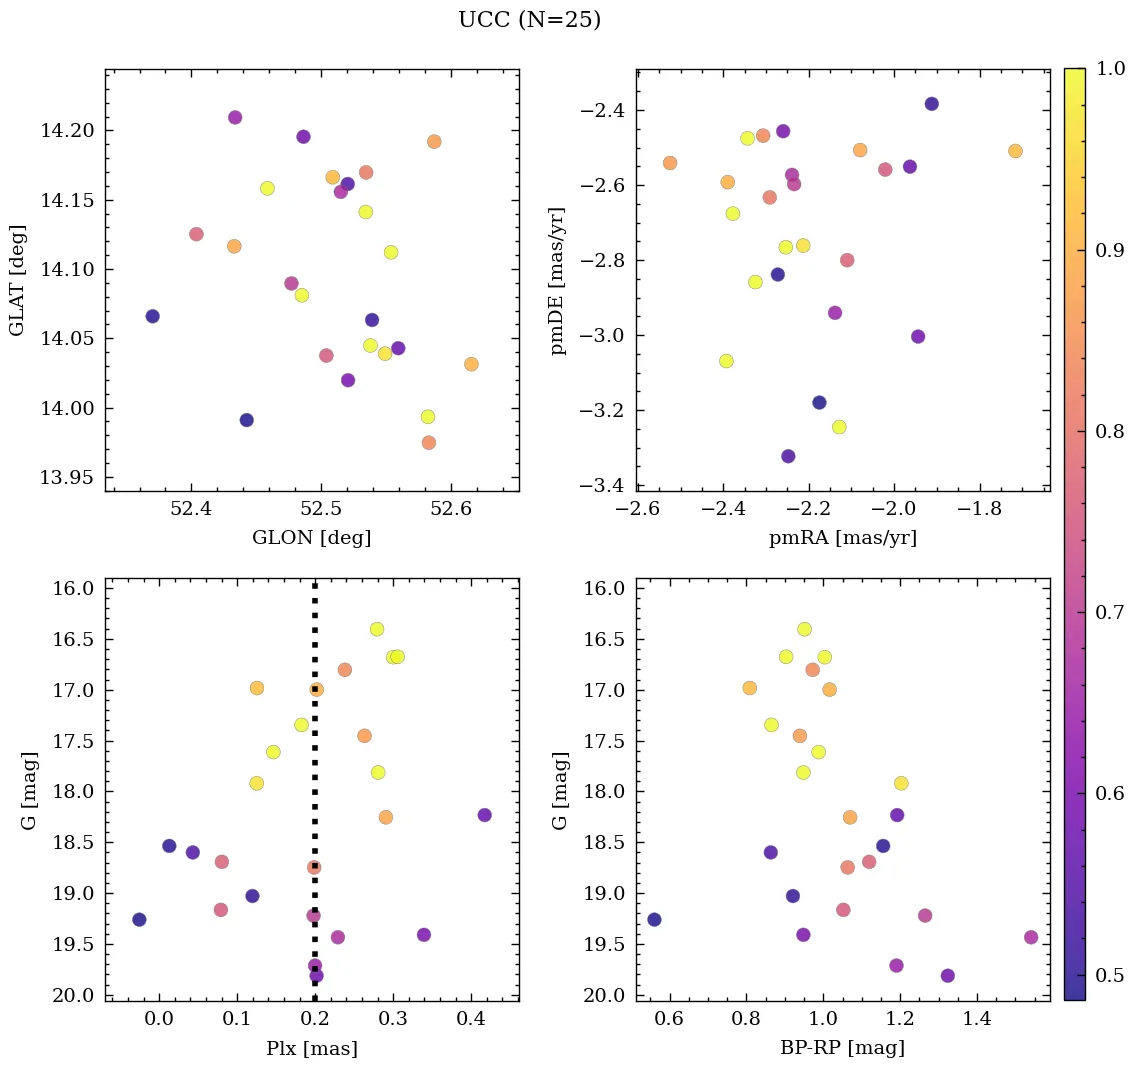 UCC (N=25)
14.20
14.15
14.10
14.05
14.00
13.95
GLAT [deg]
52.4 52.5 52.6
GLON [deg]
−2.4
−2.6
−2.8
−3.0
−3.2
−3.4
pmDE [mas/yr]
−2.6 −2.4 −2.2 −2.0 −1.8
pmRA [mas/yr]
16.0
16.5
17.0
17.5
18.0
18.5
19.0
19.5
20.0
G [mag]
0.0 0.1 0.2 0.3 0.4
Plx [mas]
16.0
16.5
17.0
17.5
18.0
18.5
19.0
19.5
20.0
G [mag]
0.6 0.8 1.0 1.2 1.4
BP-RP [mag]
1.0
0.9
0.8
0.7
0.6
0.5